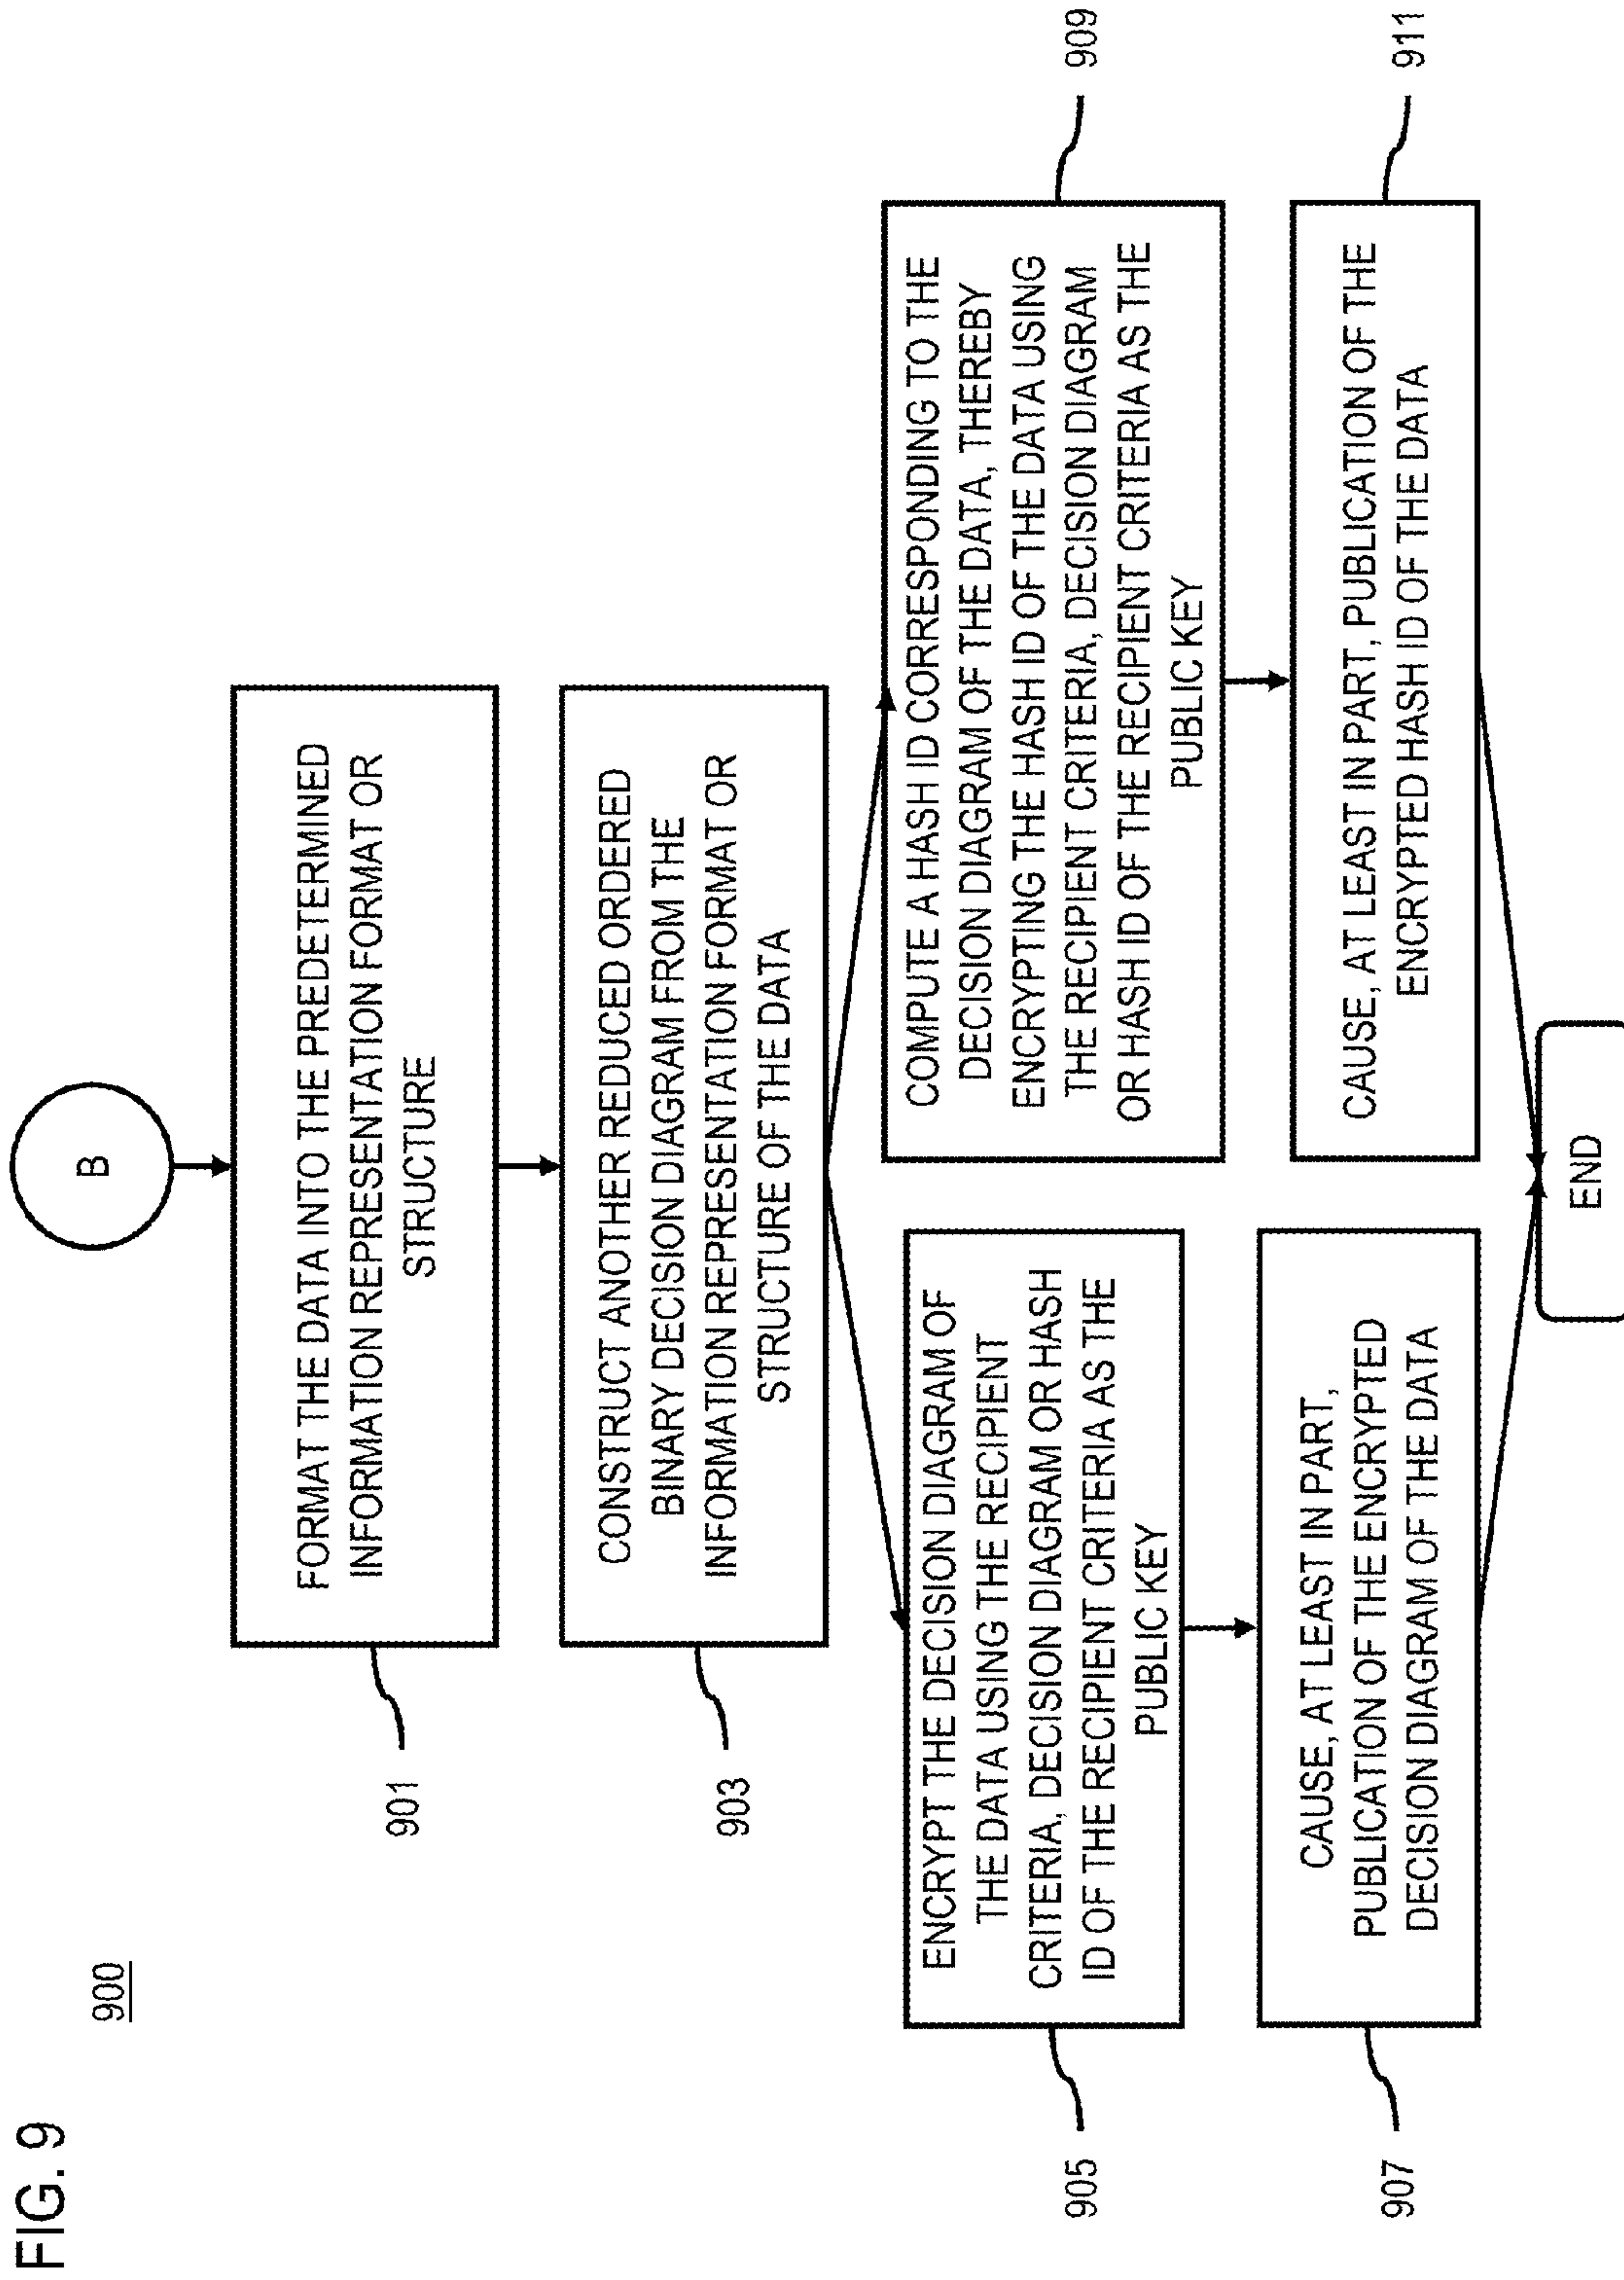 FIG. 9
900
B
FORMAT THE DATA INTO THE PREDETERMINED
INFORMATION REPRESENTATION FORMAT OR
STRUCTURE
901
CONSTRUCT ANOTHER REDUCED ORDERED
BINARY DECISION DIAGRAM FROM THE
INFORMATION REPRESENTATION FORMAT OR
STRUCTURE OF THE DATA
903
ENCRYPT THE DECISION DIAGRAM OF
THE DATA USING THE RECIPIENT
CRITERIA, DECISION DIAGRAM OR HASH
ID OF THE RECIPIENT CRITERIA AS THE
PUBLIC KEY
905
CAUSE, AT LEAST IN PART,
PUBLICATION OF THE ENCRYPTED
DECISION DIAGRAM OF THE DATA
907
COMPUTE A HASH ID CORRESPONDING TO THE
DECISION DIAGRAM OF THE DATA, THEREBY
ENCRYPTING THE HASH ID OF THE DATA USING
THE RECIPIENT CRITERIA, DECISION DIAGRAM
OR HASH ID OF THE RECIPIENT CRITERIA AS THE
PUBLIC KEY
909
CAUSE, AT LEAST IN PART, PUBLICATION OF THE
ENCRYPTED HASH ID OF THE DATA
911
END